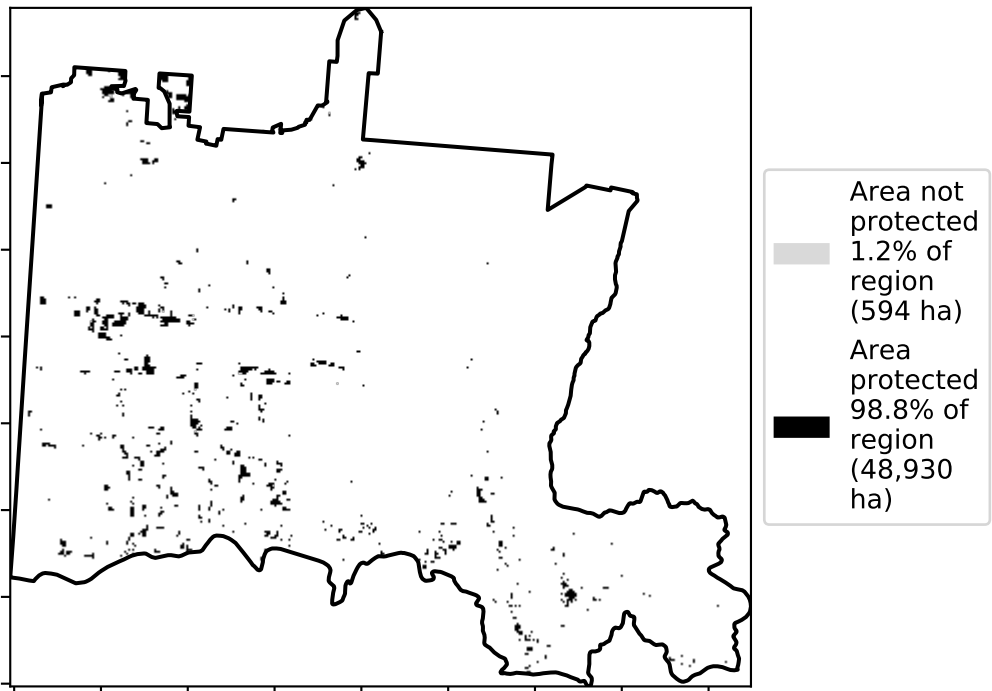 Area not
protected
1.2% of
region
(594 ha)
Area
protected
98.8% of
region
(48,930
ha)